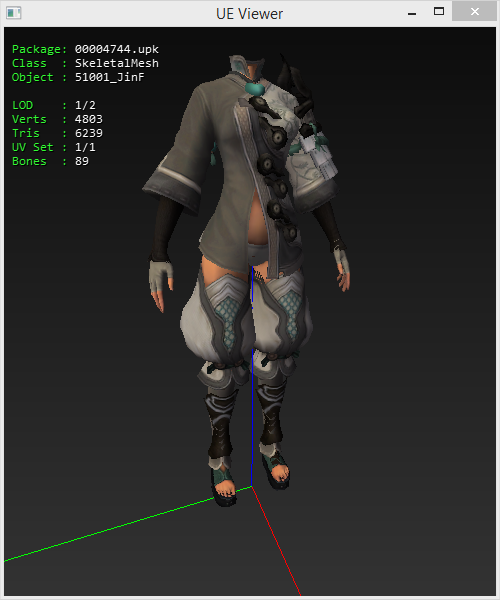 UE Viewer
Package: 00004744.upk
Class  : SkeletalMesh
Object : 51001_JinF
LOD    : 1/2
Verts  : 4803
Tris   : 6239
UV Set : 1/1
Bones  : 89